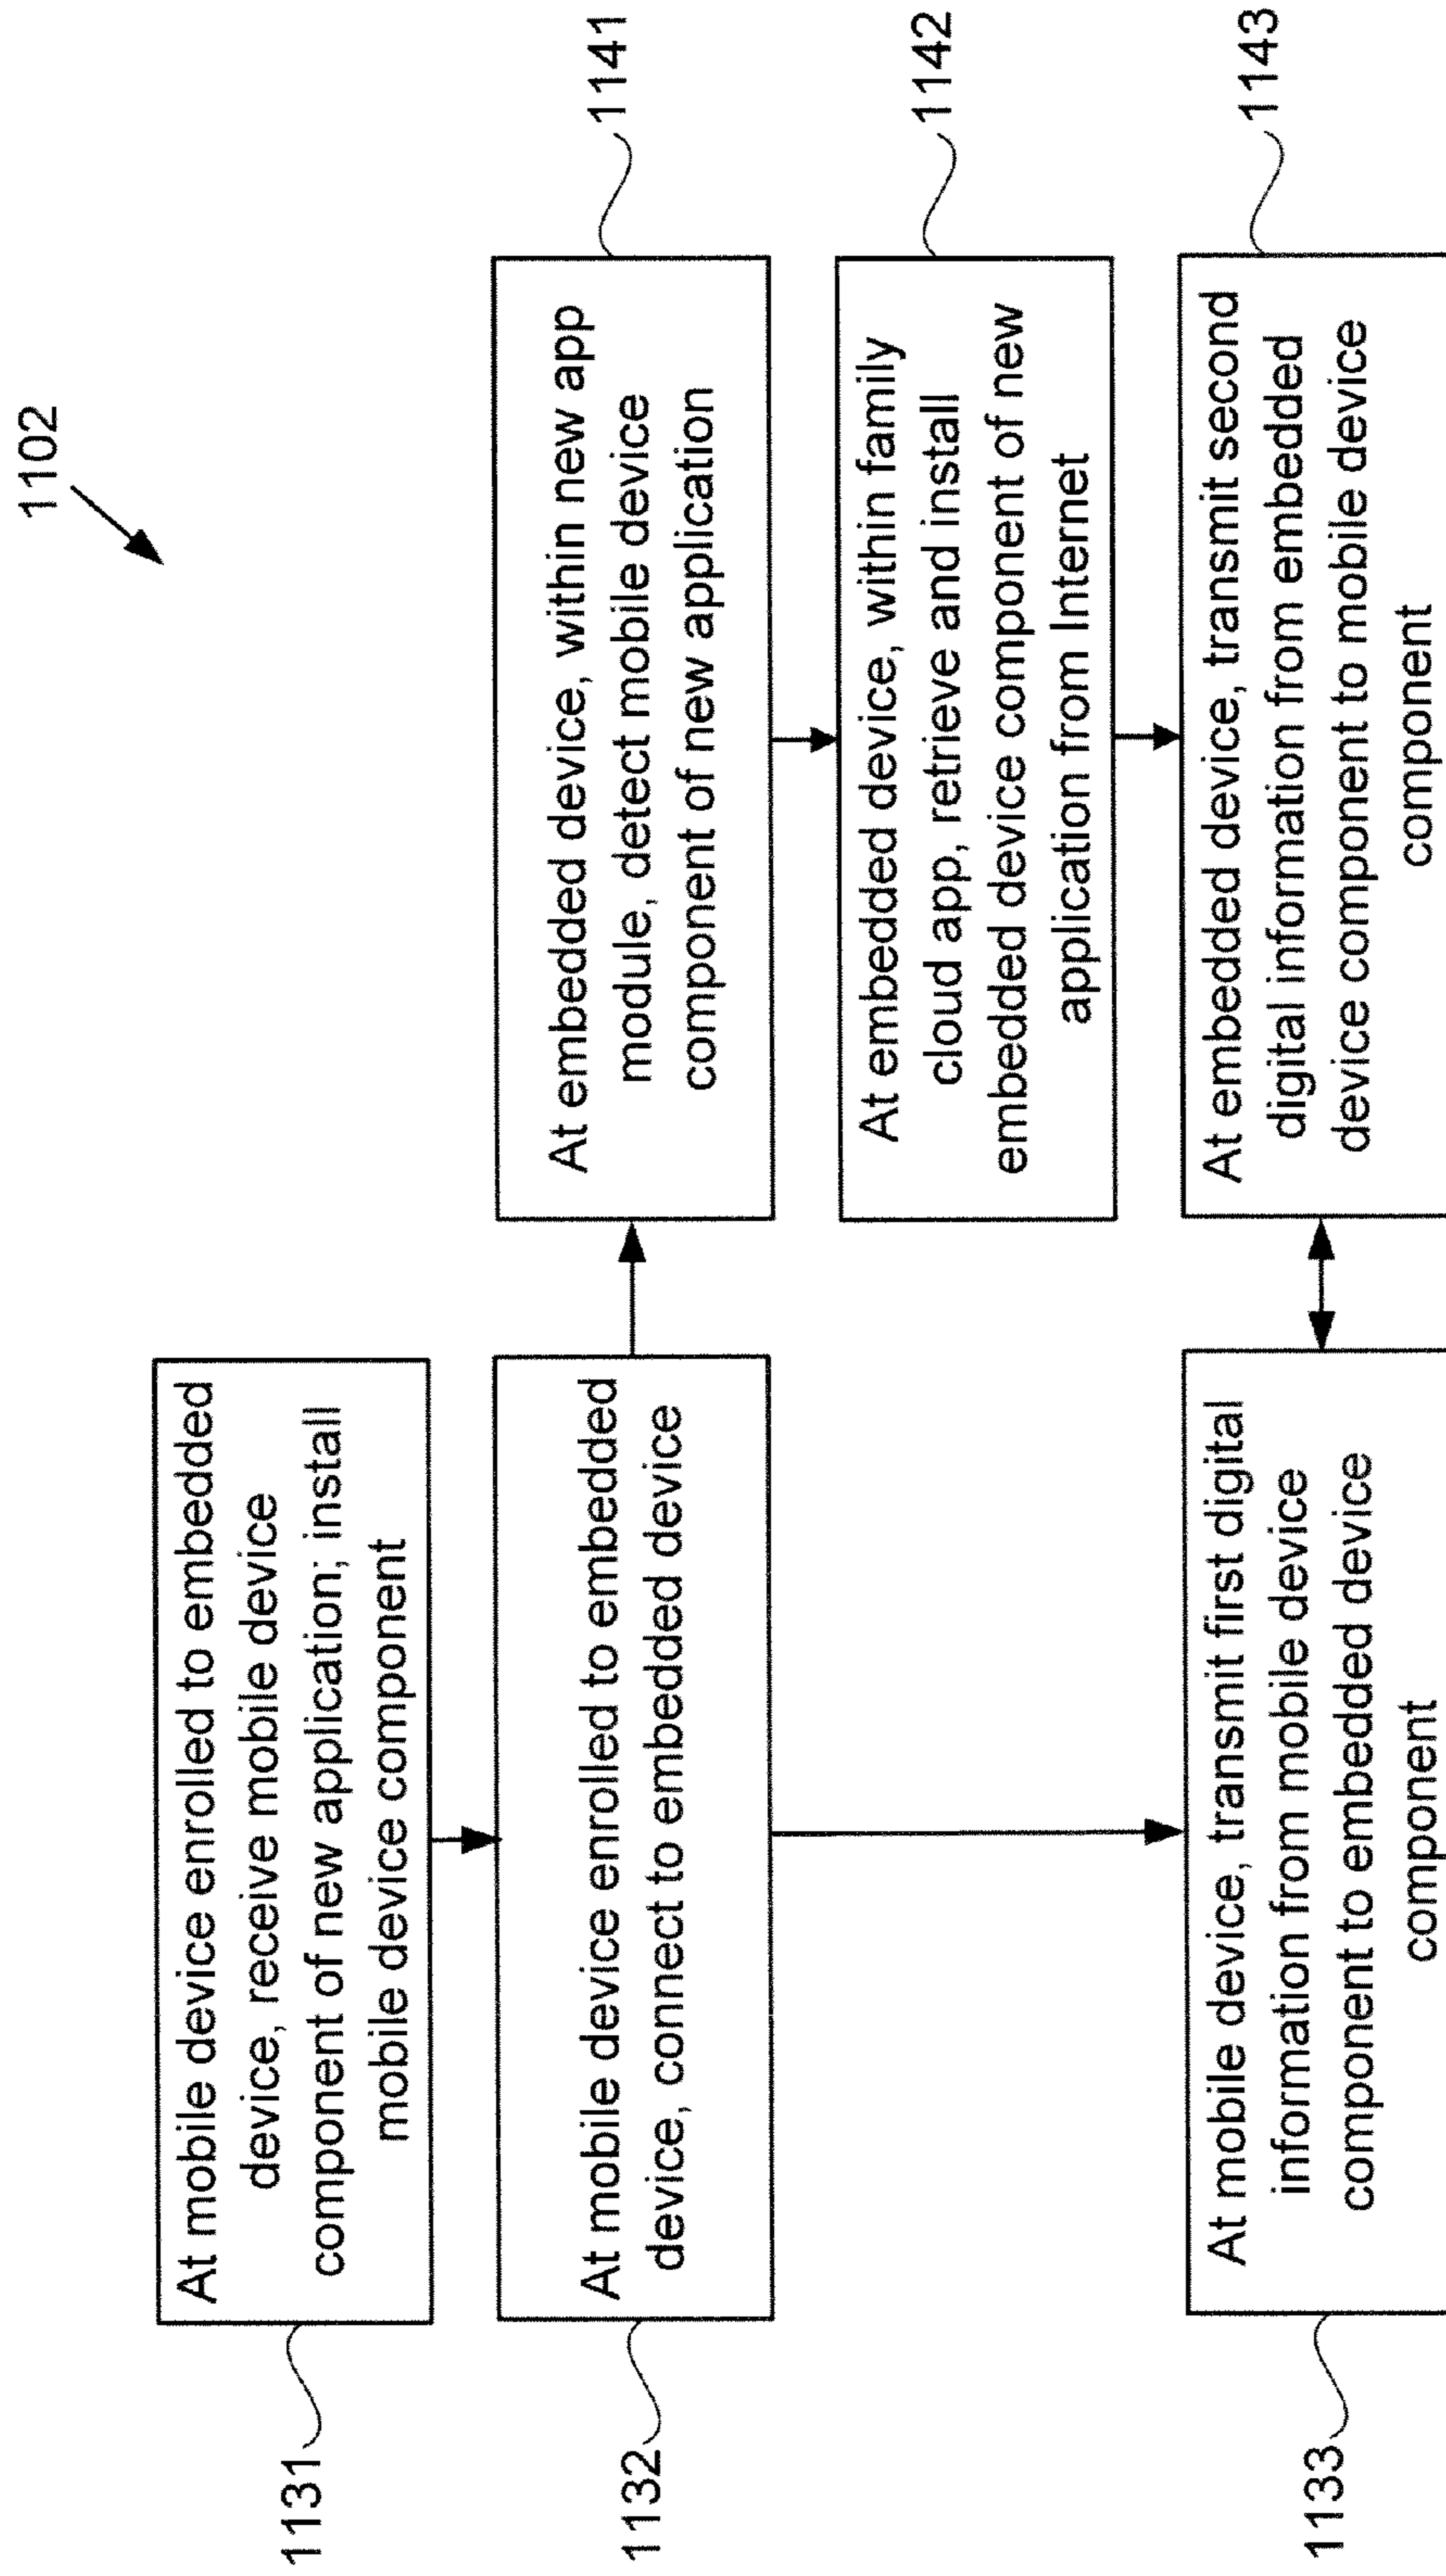 1102
1131
At mobile device enrolled to embedded
device, receive mobile device
component of new application; install
mobile device component
1132
At mobile device enrolled to embedded
device, connect to embedded device
1141
At embedded device, within new app
module, detect mobile device
component of new application
1142
At embedded device, within family
cloud app, retrieve and install
embedded device component of new
application from Internet
1133
At mobile device, transmit first digital
information from mobile device
component to embedded device
component
1143
At embedded device, transmit second
digital information from embedded
device component to mobile device
component